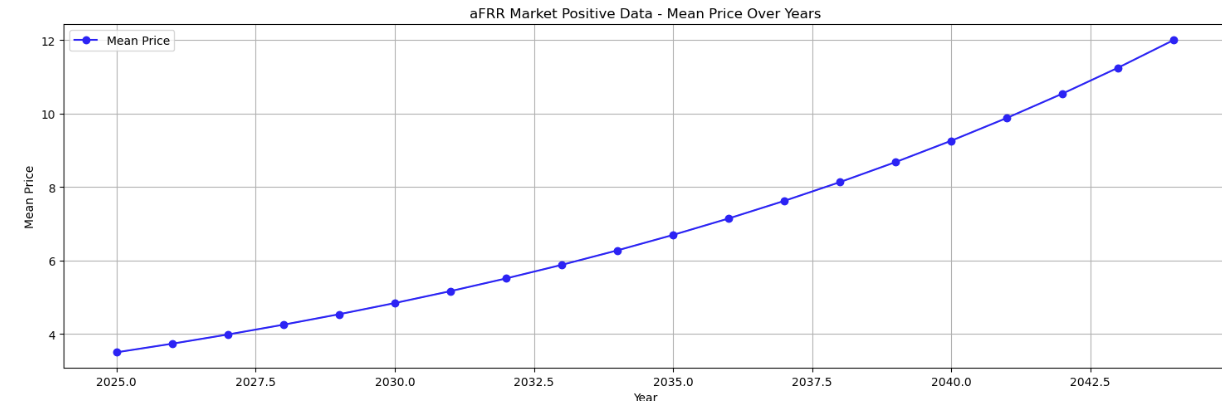 aFRR Market Positive Data - Mean Price Over Years
Mean Price
12
10
8
6
4
Mean Price
2025.0 2027.5 2030.0 2032.5 2035.0 2037.5 2040.0 2042.5
Year